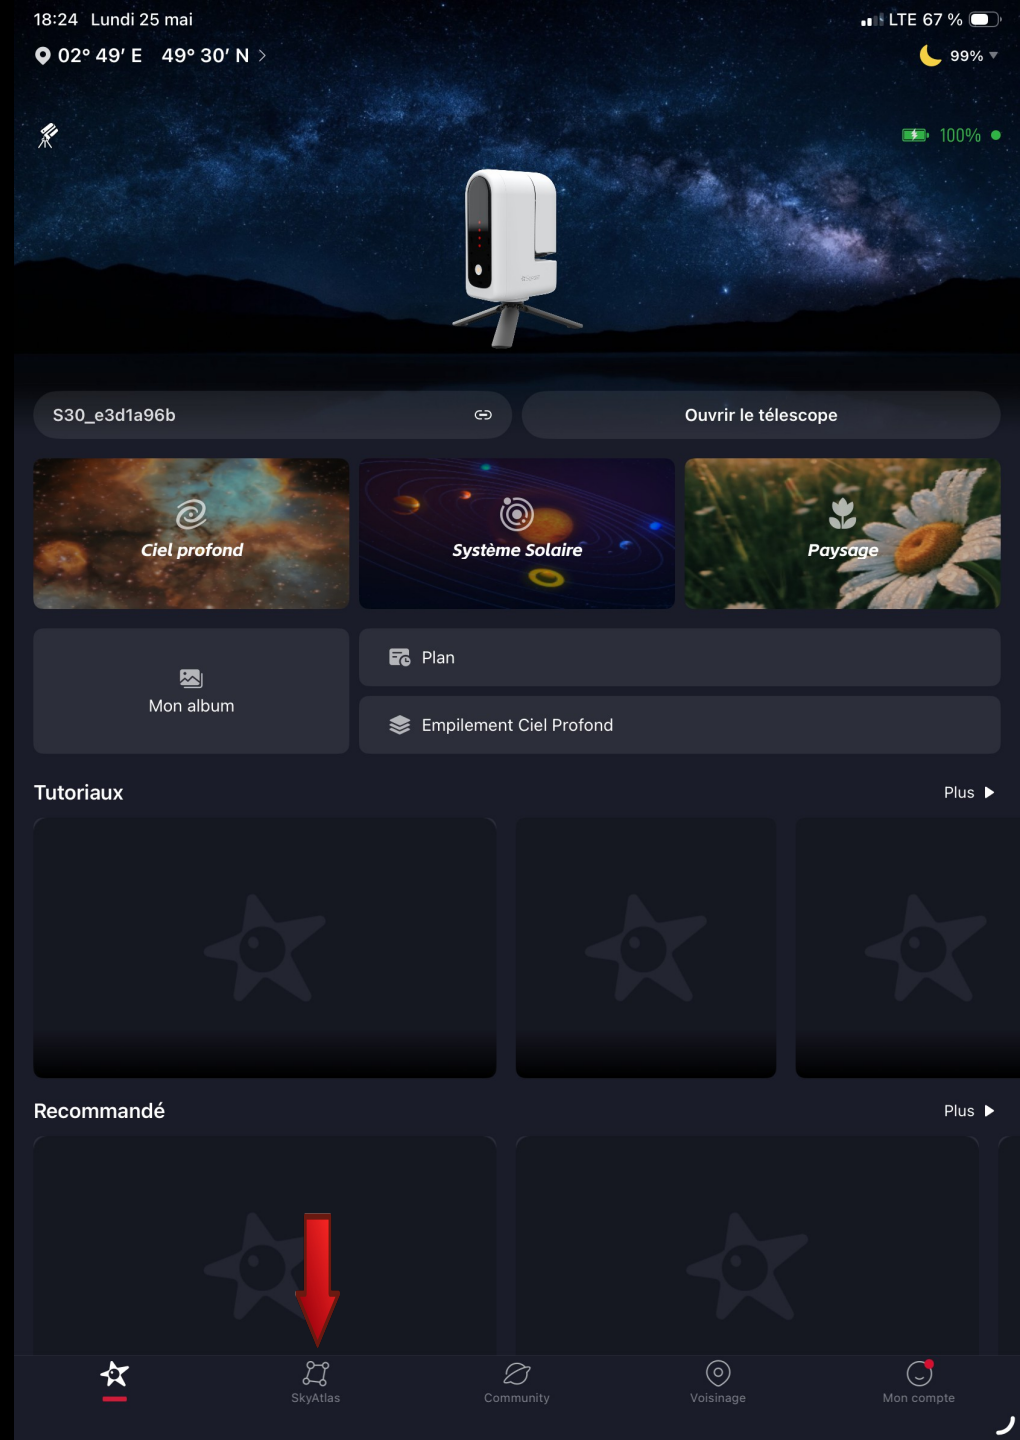 18:24 Lundi 25 mai
LTE 67 %
02° 49′ E 49° 30′ N
99%
100%
S30_e3d1a96b
Ouvrir le télescope
Ciel profond
Système Solaire
Paysage
Mon album
Plan
Empilement Ciel Profond
Tutoriaux
Plus
Recommandé
Plus
SkyAtlas
Community
Voisinage
Mon compte